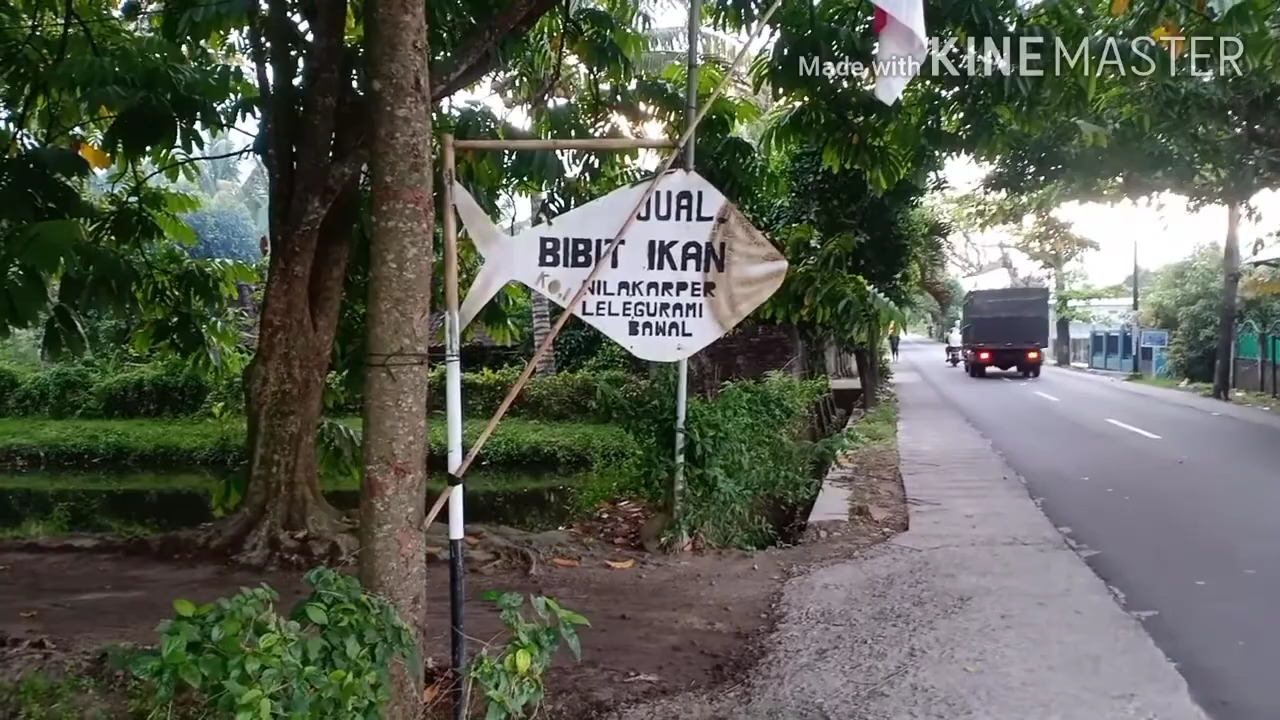 Made with KINEMASTER
JUAL
BIBIT IKAN
NILAKARPER
LELEGURAMI
BAWAL